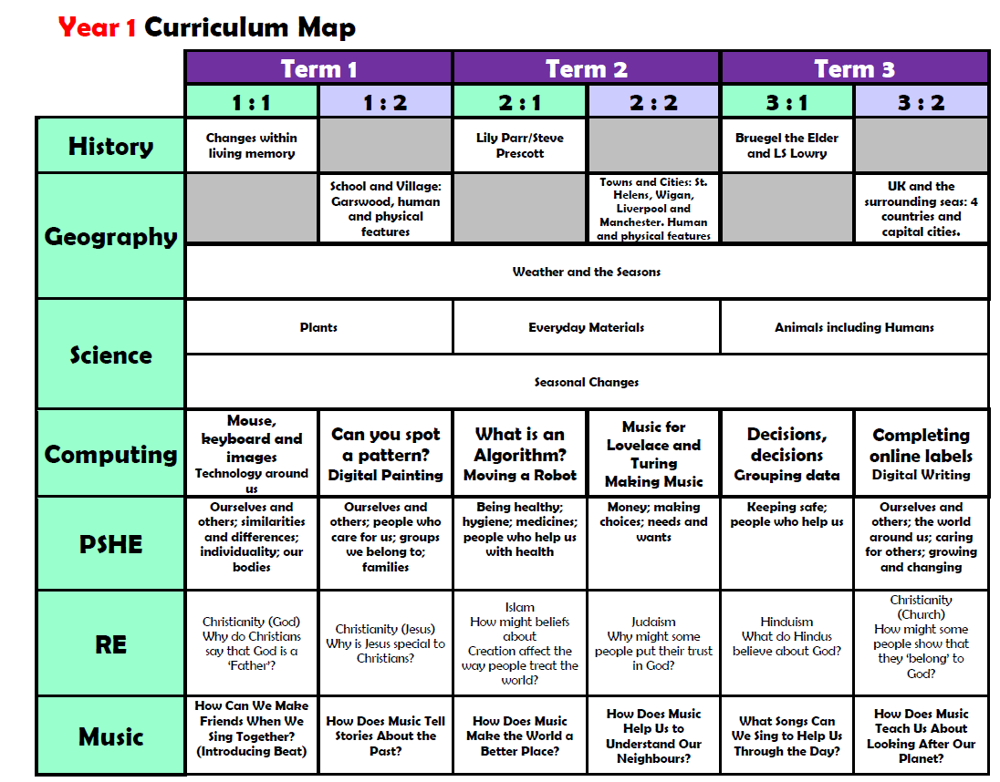 Year 1 Curriculum Map
Term 1
Term 2
Term 3
1 : 1
1 : 2
2 : 1
2 : 2
3 : 1
3 : 2
History
Changes within
living memory
Lily Parr/Steve
Prescott
Bruegel the Elder
and LS Lowry
Geography
School and Village:
Garswood, human
and physical
features
Towns and Cities: St.
Helens, Wigan,
Liverpool and
Manchester. Human
and physical features
UK and the
surrounding seas: 4
countries and
capital cities.
Weather and the Seasons
Science
Plants
Everyday Materials
Animals including Humans
Seasonal Changes
Computing
Mouse,
keyboard and
images
Technology around
us
Can you spot
a pattern?
Digital Painting
What is an
Algorithm?
Moving a Robot
Music for
Lovelace and
Turing
Making Music
Decisions,
decisions
Grouping data
Completing
online labels
Digital Writing
PSHE
Ourselves and
others; similarities
and differences;
individuality; our
bodies
Ourselves and
others; people who
care for us; groups
we belong to;
families
Being healthy;
hygiene; medicines;
people who help us
with health
Money; making
choices; needs and
wants
Keeping safe;
people who help us
Ourselves and
others; the world
around us; caring
for others; growing
and changing
RE
Christianity (God)
Why do Christians
say that God is a
‘Father’?
Christianity (Jesus)
Why is Jesus special to
Christians?
Islam
How might beliefs
about
Creation affect the
way people treat the
world?
Judaism
Why might some
people put their trust
in God?
Hinduism
What do Hindus
believe about God?
Christianity
(Church)
How might some
people show that
they ‘belong’ to
God?
Music
How Can We Make
Friends When We
Sing Together?
(Introducing Beat)
How Does Music Tell
Stories About the
Past?
How Does Music
Make the World a
Better Place?
How Does Music
Help Us to
Understand Our
Neighbours?
What Songs Can
We Sing to Help Us
Through the Day?
How Does Music
Teach Us About
Looking After Our
Planet?